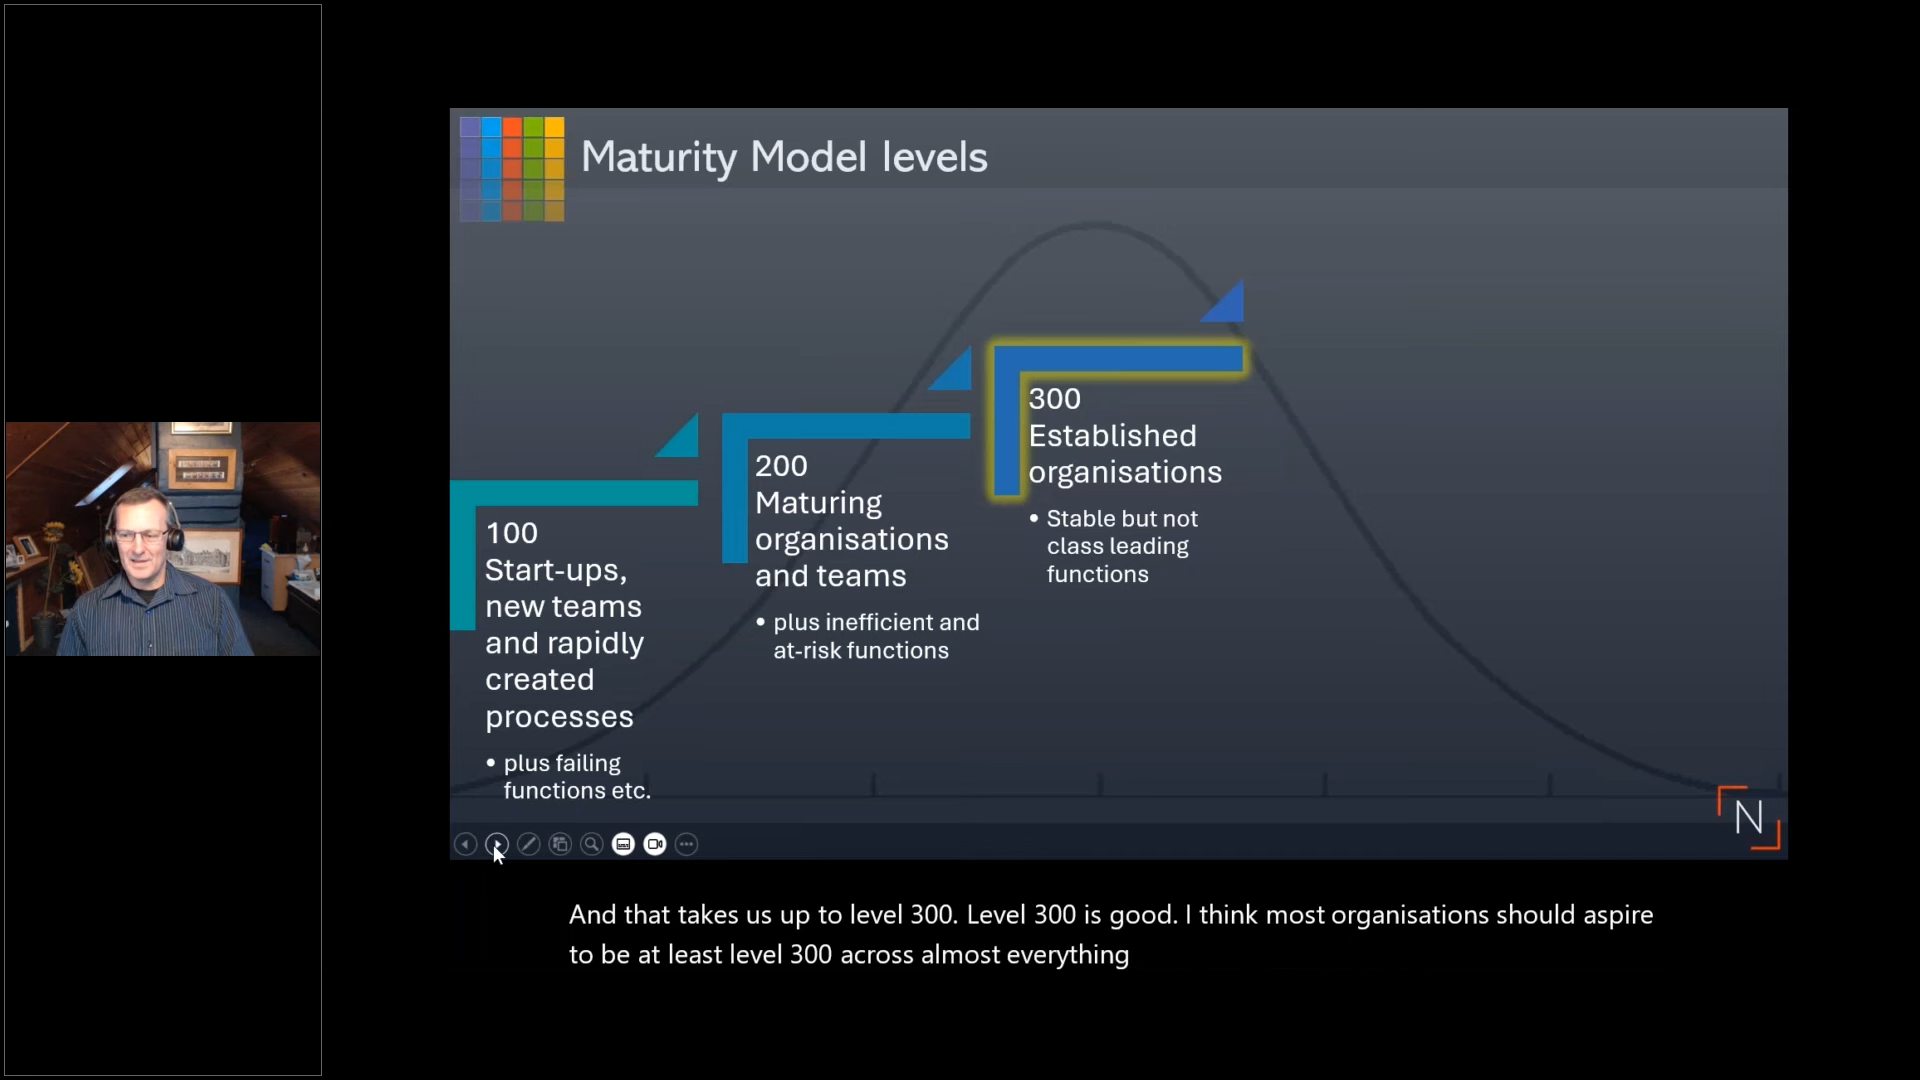 Maturity Model levels
300
Established
organisations
• Stable but not
class leading
functions
200
Maturing
organisations
and teams
• plus inefficient and
at-risk functions
100
Start-ups,
new teams
and rapidly
created
processes
• plus failing
functions etc.
N
And that takes us up to level 300. Level 300 is good. I think most organisations should aspire
to be at least level 300 across almost everything